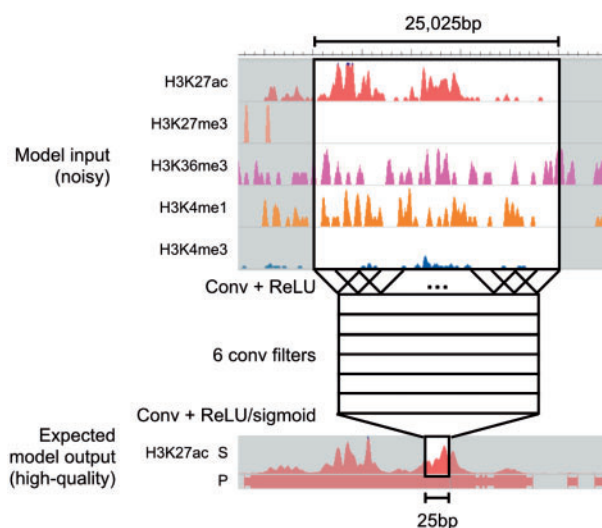 25,025bp
H3K27ac
H3K27me3
Model input
(noisy)
H3K36me3
H3K4me1
H3K4me3
Conv + ReLU
...
6 conv filters
Conv + ReLU/sigmoid
Expected
model output
(high-quality)
H3K27ac S
P
25bp